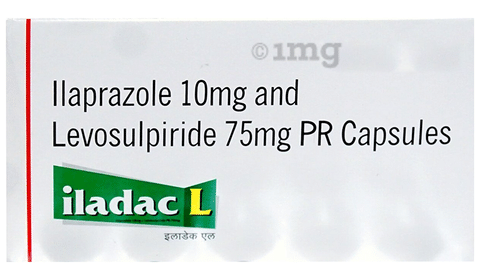 ©1mg
Ilaprazole 10mg and
Levosulpiride 75mg PR Capsules
iladac L
इलाडेक एल